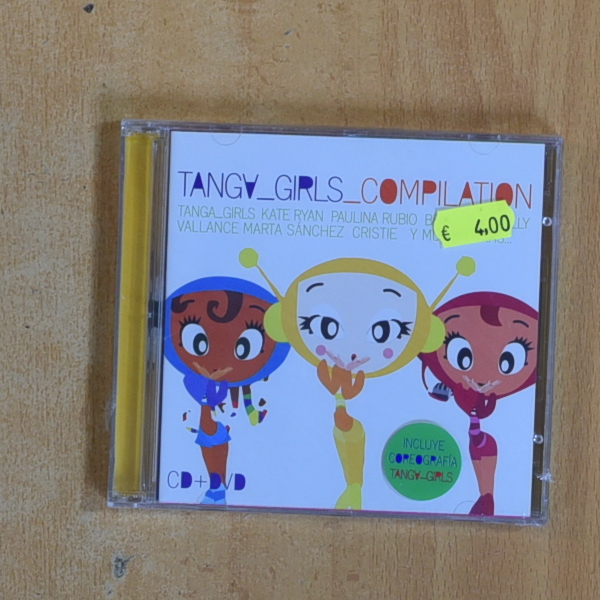 TANGA_GIRLS_COMPILATION
TANGA_GIRLS KATE RYAN PAULINA RUBIO
VALLANCE MARTA SÁNCHEZ CRISTIE Y
€ 4,00
INCLUYE
COREOGRAFÍA
TANGA_GIRLS
CD+DVD